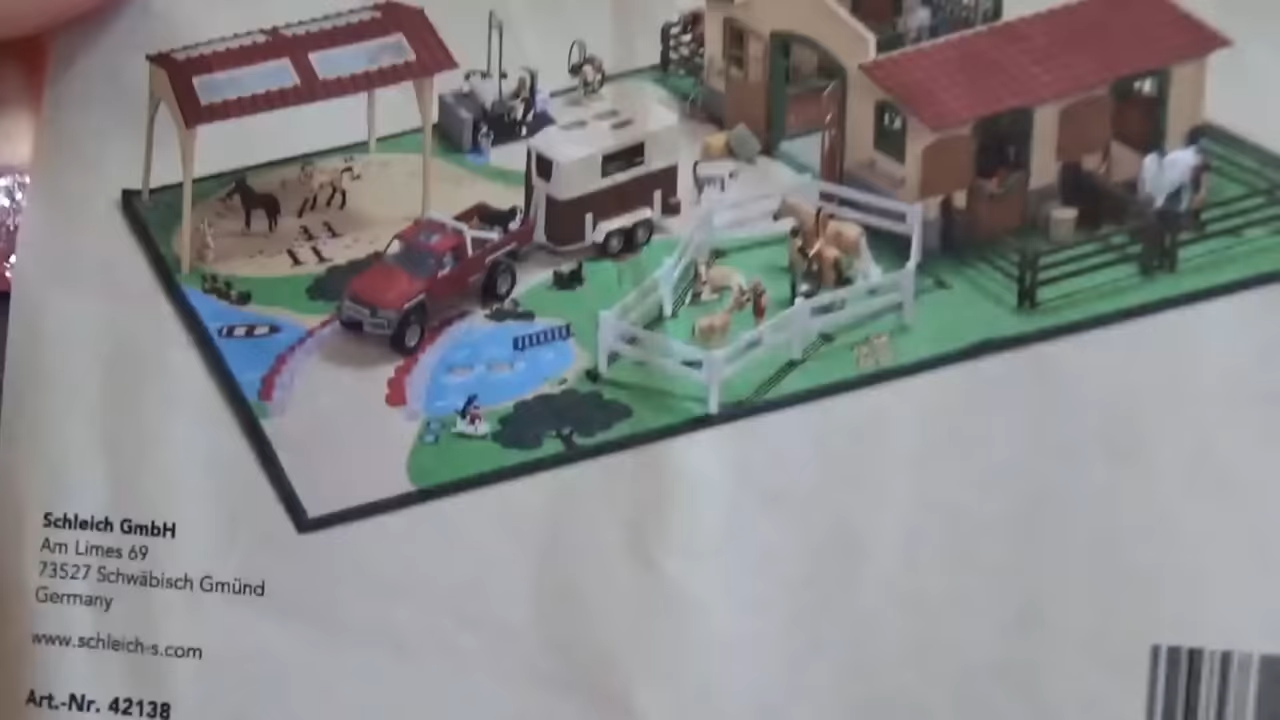 Schleich GmbH
Am Limes 69
73527 Schwäbisch Gmünd
Germany
www.schleich-s.com
Art.-Nr. 42138